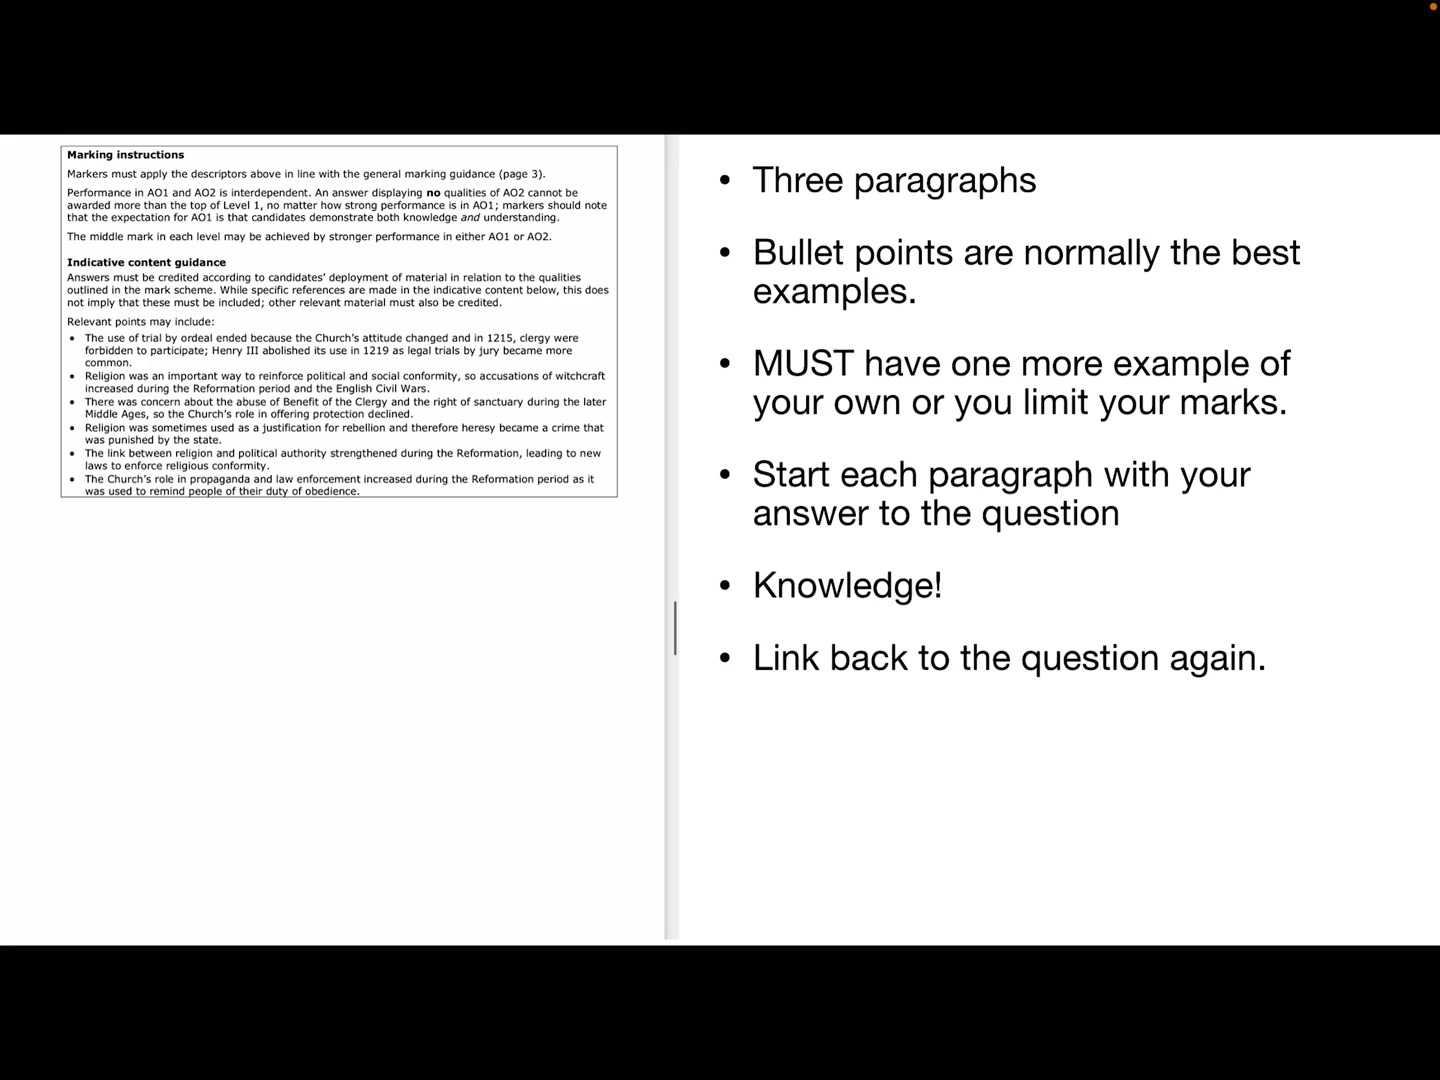 Marking instructions
Markers must apply the descriptors above in line with the general marking guidance (page 3).
Performance in AO1 and AO2 is interdependent. An answer displaying no qualities of AO2 cannot be
awarded more than the top of Level 1, no matter how strong performance is in AO1; markers should note
that the expectation for AO1 is that candidates demonstrate both knowledge and understanding.
The middle mark in each level may be achieved by stronger performance in either AO1 or AO2.
Indicative content guidance
Answers must be credited according to candidates' deployment of material in relation to the qualities
outlined in the mark scheme. While specific references are made in the indicative content below, this does
not imply that these must be included; other relevant material must also be credited.
Relevant points may include:
• The use of trial by ordeal ended because the Church's attitude changed and in 1215, clergy were
forbidden to participate; Henry III abolished its use in 1219 as legal trials by jury became more
common.
• Religion was an important way to reinforce political and social conformity, so accusations of witchcraft
increased during the Reformation period and the English Civil Wars.
• There was concern about the abuse of Benefit of the Clergy and the right of sanctuary during the later
Middle Ages, so the Church's role in offering protection declined.
• Religion was sometimes used as a justification for rebellion and therefore heresy became a crime that
was punished by the state.
• The link between religion and political authority strengthened during the Reformation, leading to new
laws to enforce religious conformity.
• The Church's role in propaganda and law enforcement increased during the Reformation period as it
was used to remind people of their duty of obedience.
• Three paragraphs
• Bullet points are normally the best
examples.
• MUST have one more example of
your own or you limit your marks.
• Start each paragraph with your
answer to the question
• Knowledge!
• Link back to the question again.